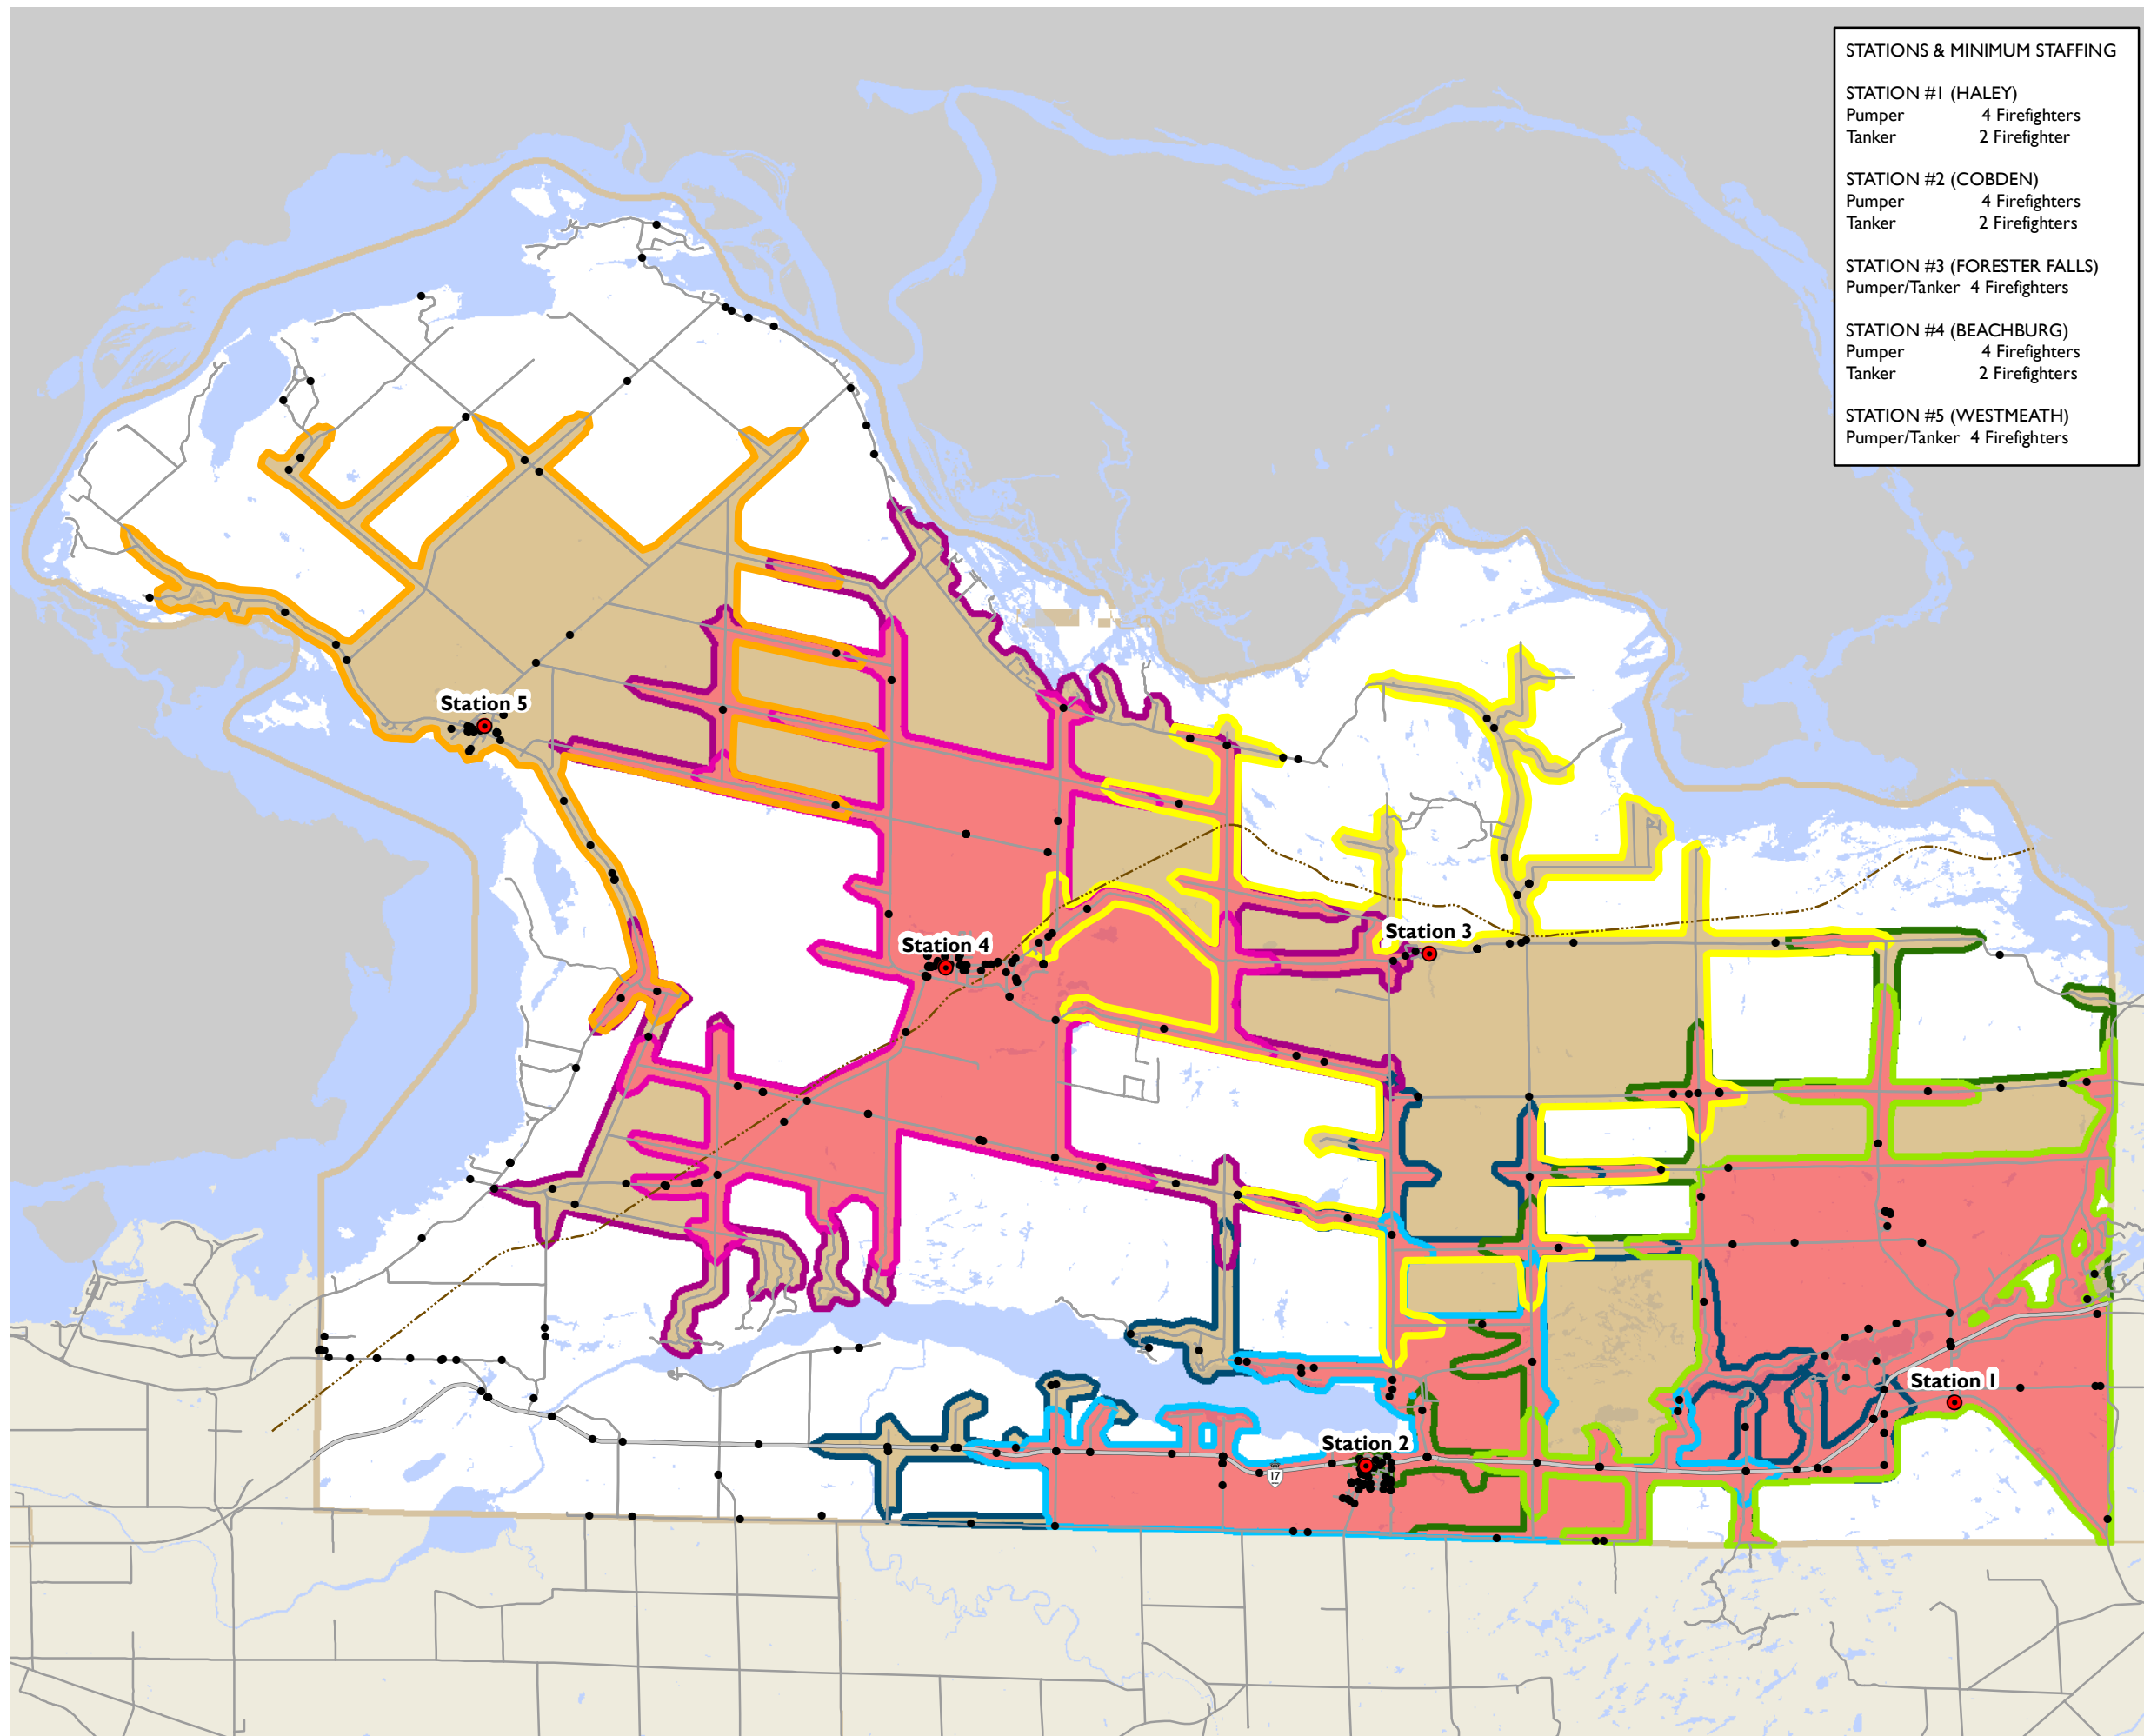 STATIONS & MINIMUM STAFFING
STATION #1 (HALEY)
Pumper 4 Firefighters
Tanker 2 Firefighter
STATION #2 (COBDEN)
Pumper 4 Firefighters
Tanker 2 Firefighters
STATION #3 (FORESTER FALLS)
Pumper/Tanker 4 Firefighters
STATION #4 (BEACHBURG)
Pumper 4 Firefighters
Tanker 2 Firefighters
STATION #5 (WESTMEATH)
Pumper/Tanker 4 Firefighters
Station 5
Station 3
Station 4
Station 1
Station 2
17